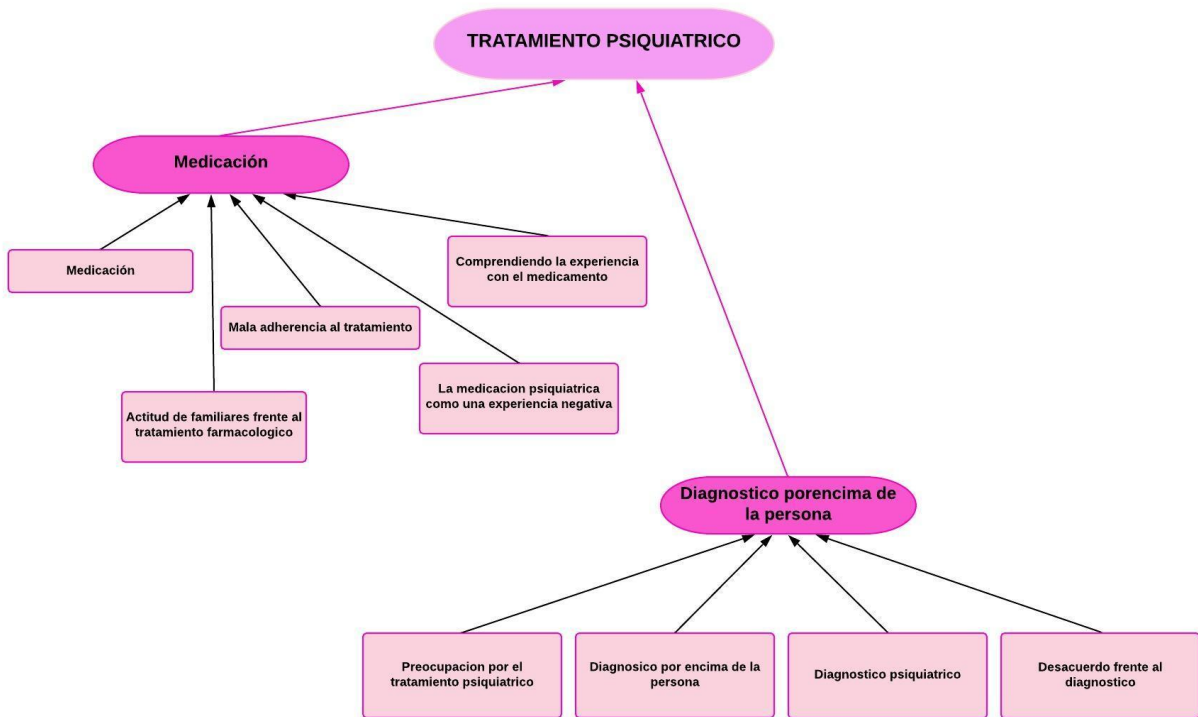 TRATAMIENTO PSIQUIATRICO
Medicación
Medicación
Comprendiendo la experiencia
con el medicamento
Mala adherencia al tratamiento
La medicacion psiquiatrica
como una experiencia negativa
Actitud de familiares frente al
tratamiento farmacologico
Diagnostico porencima de
la persona
Preocupacion por el
tratamiento psiquiatrico
Diagnosico por encima de la
persona
Diagnostico psiquiatrico
Desacuerdo frente al
diagnostico